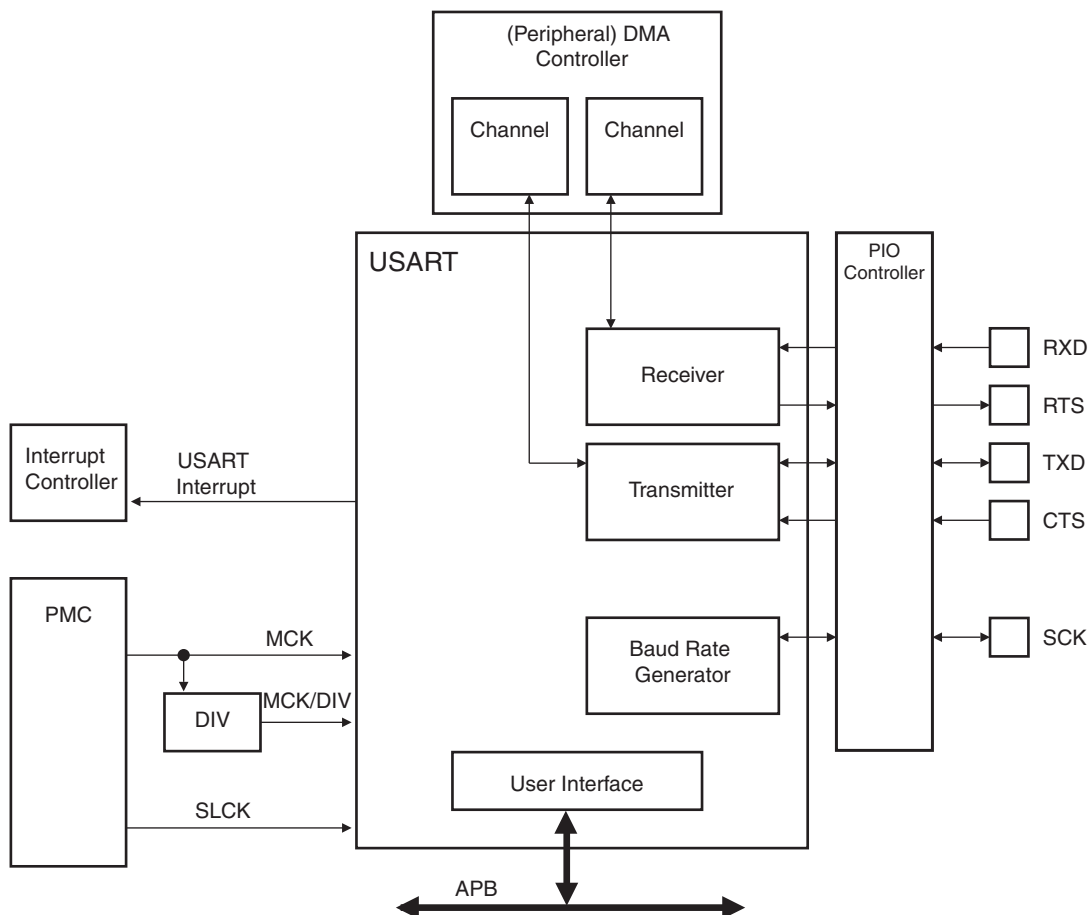 (Peripheral) DMA
Controller
Channel
Channel
USART
PIO
Controller
Receiver
RXD
RTS
Interrupt
Controller
USART
Interrupt
Transmitter
TXD
CTS
PMC
MCK
DIV
MCK/DIV
Baud Rate
Generator
SCK
User Interface
SLCK
APB